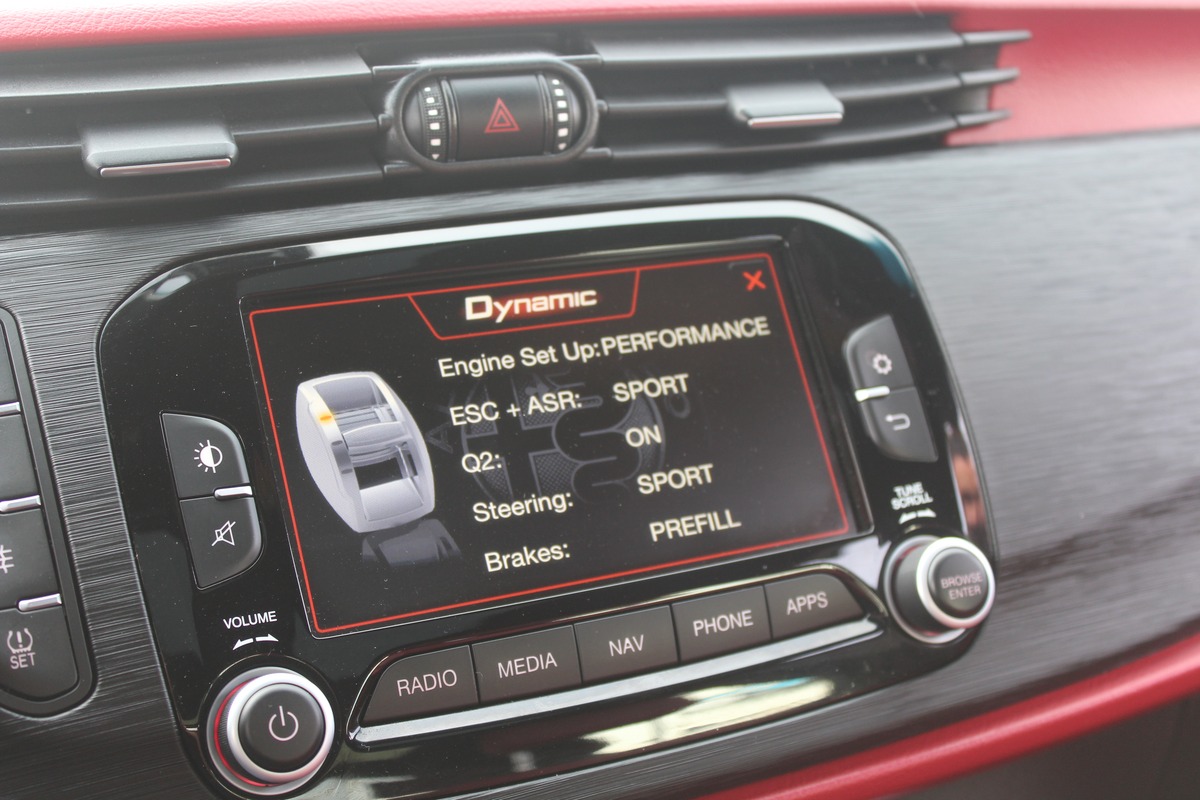 Dynamic
Engine Set Up: PERFORMANCE
ESC + ASR: SPORT
Q2: ON
Steering: SPORT
Brakes: PREFILL
TUNE
SCROLL
BROWSE
ENTER
VOLUME
RADIO MEDIA NAV PHONE APPS
SET